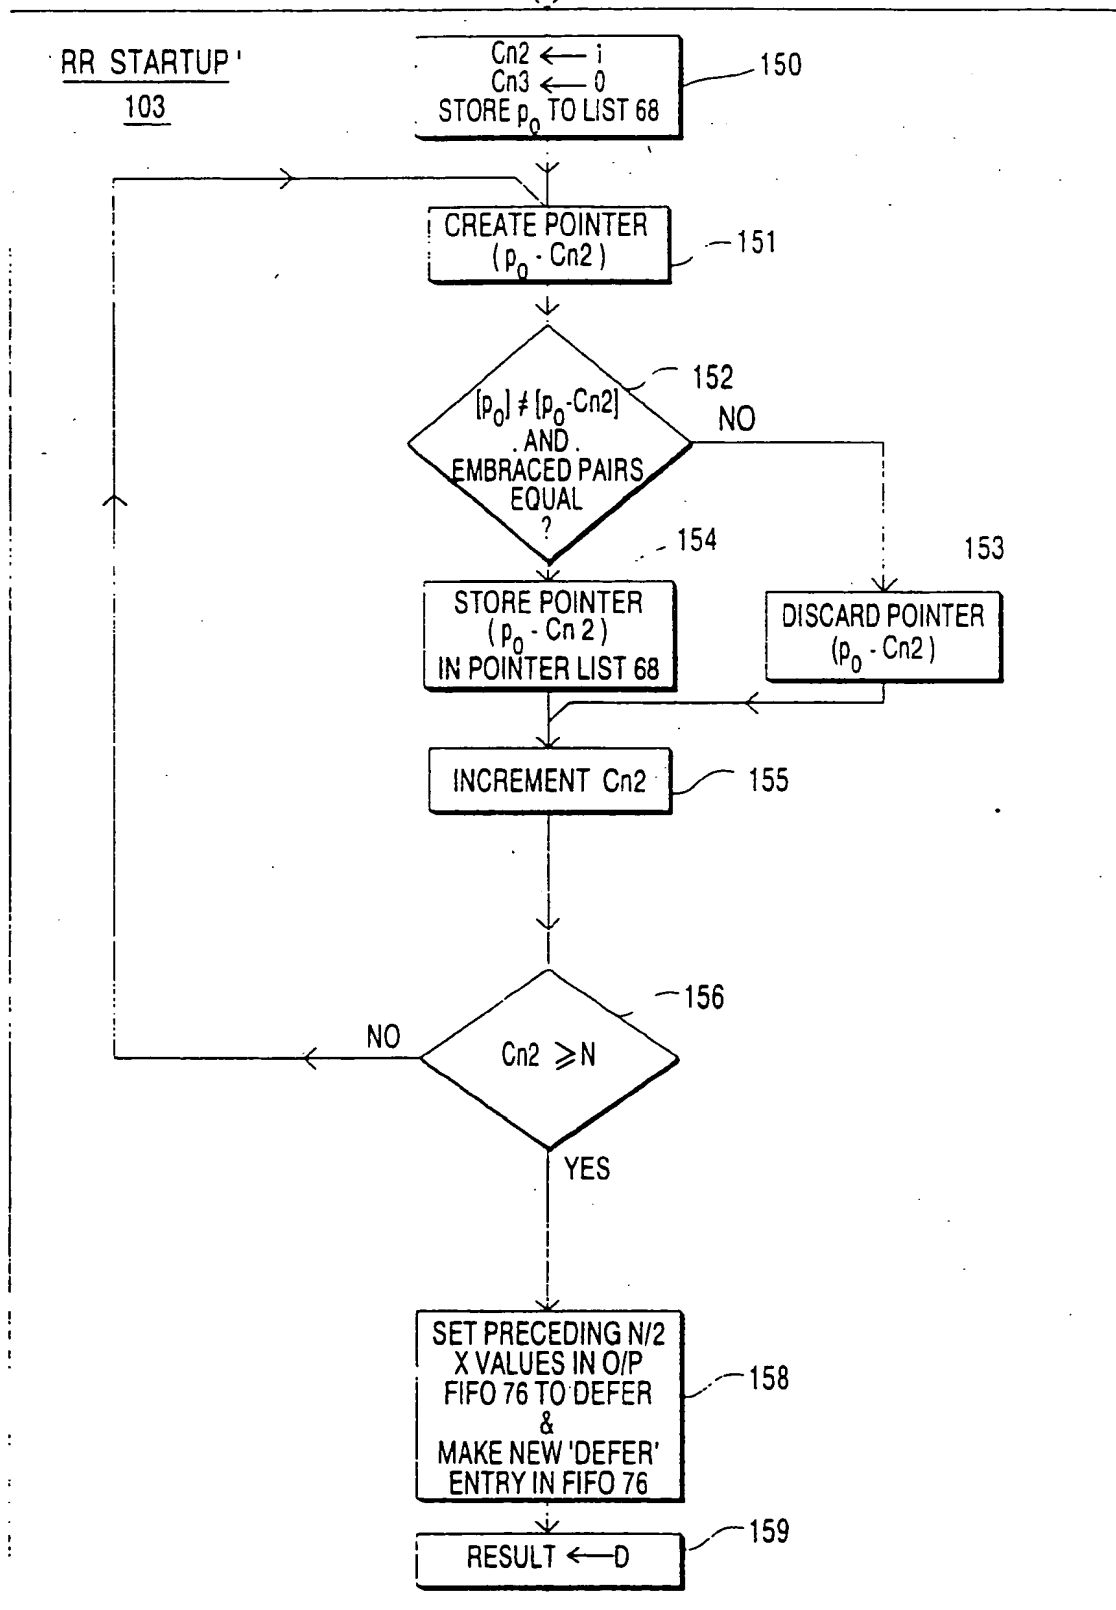 RR STARTUP'
103
Cn2 ← i
Cn3 ← 0
STORE p0 TO LIST 68
150
CREATE POINTER
(p0 - Cn2)
151
[p0] ≠ [p0-Cn2]
. AND .
EMBRACED PAIRS
EQUAL
?
152
NO
154
153
STORE POINTER
(p0 - Cn 2)
IN POINTER LIST 68
DISCARD POINTER
(p0 - Cn2)
INCREMENT Cn2
155
156
NO
Cn2 ⩾ N
YES
SET PRECEDING N/2
X VALUES IN O/P
FIFO 76 TO DEFER
&
MAKE NEW 'DEFER'
ENTRY IN FIFO 76
158
RESULT ← D
159